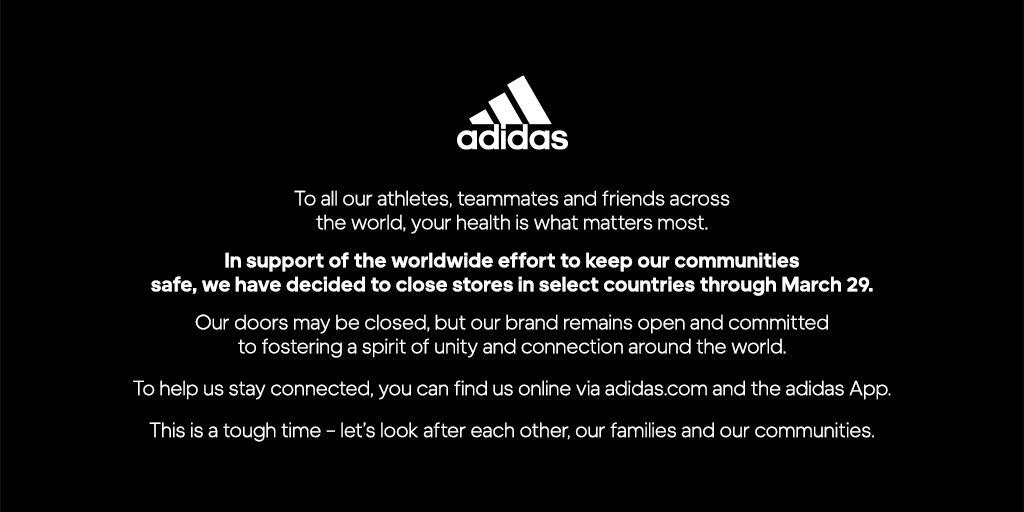 adidas
To all our athletes, teammates and friends across
the world, your health is what matters most.
In support of the worldwide effort to keep our communities
safe, we have decided to close stores in select countries through March 29.
Our doors may be closed, but our brand remains open and committed
to fostering a spirit of unity and connection around the world.
To help us stay connected, you can find us online via adidas.com and the adidas App.
This is a tough time – let's look after each other, our families and our communities.